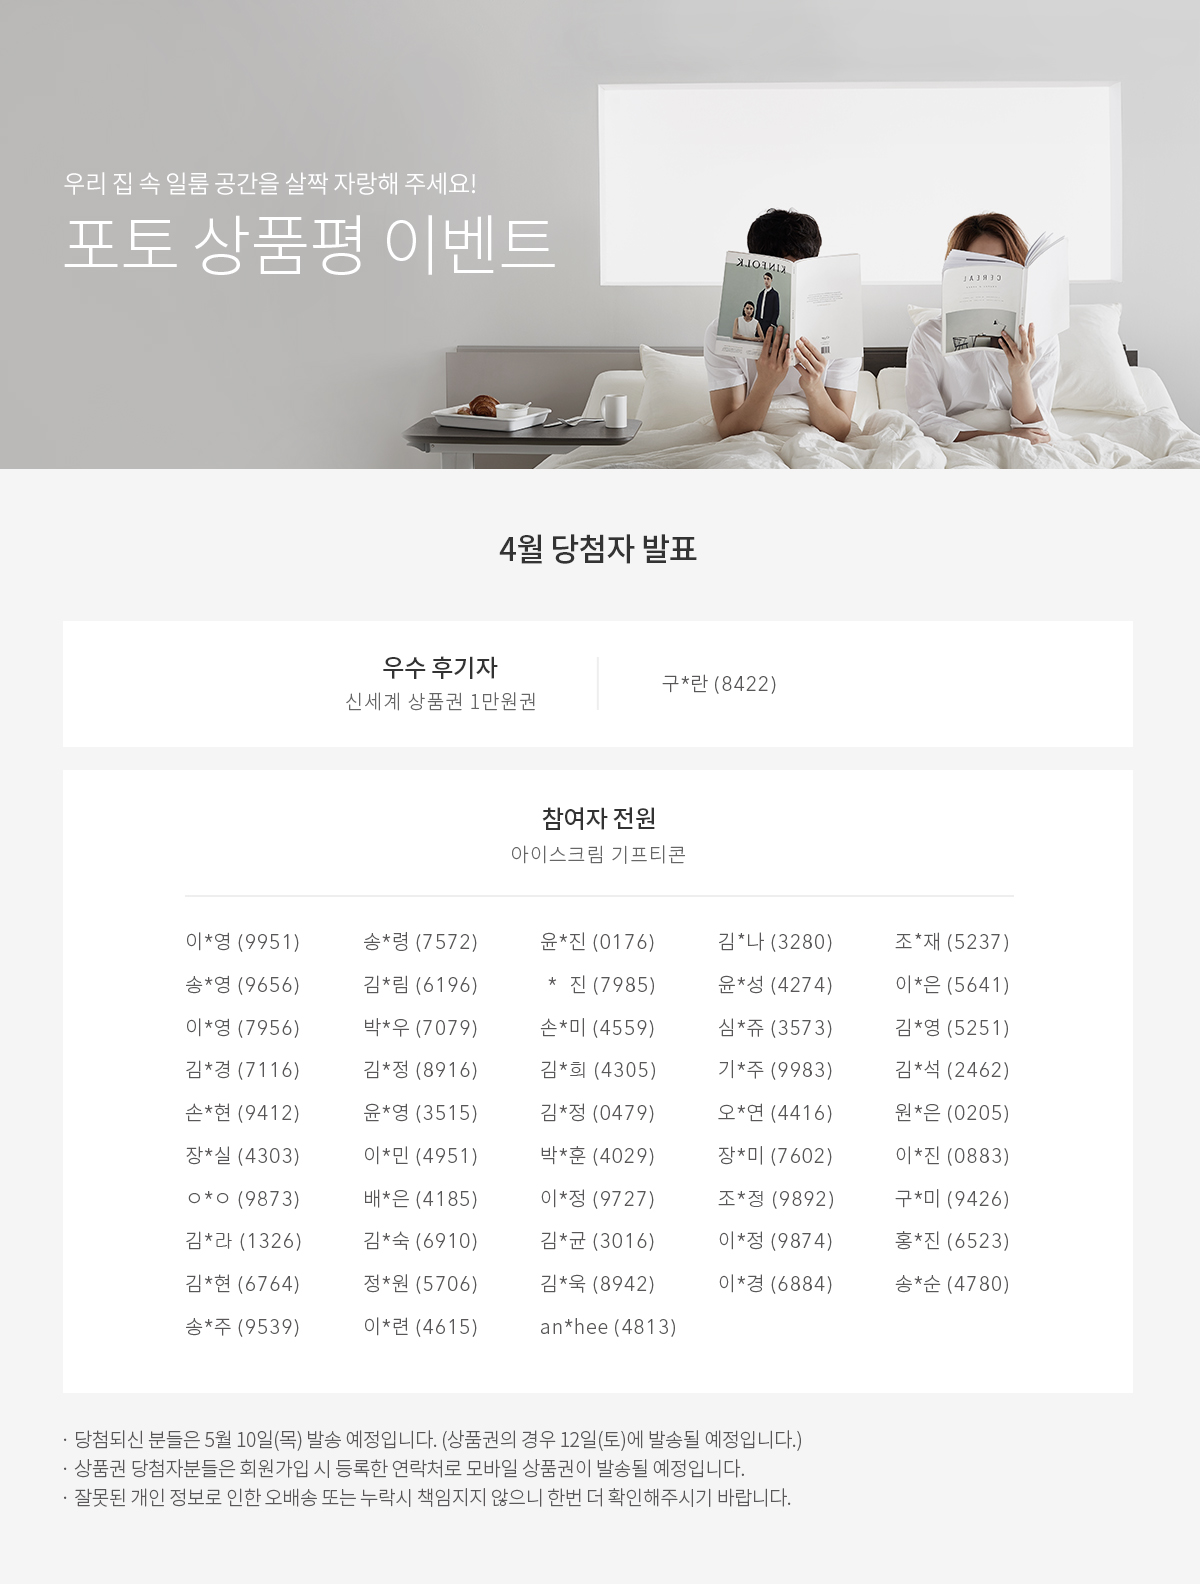 우리 집 속 일룸 공간을 살짝 자랑해 주세요!
포토 상품평 이벤트
KINFOLK
CEREAL
4월 당첨자 발표
우수 후기자
신세계 상품권 1만원권
구*란 (8422)
참여자 전원
아이스크림 기프티콘
이*영 (9951) 송*령 (7572) 윤*진 (0176) 김*나 (3280) 조*재 (5237)
송*영 (9656) 김*림 (6196) * 진 (7985) 윤*성 (4274) 이*은 (5641)
이*영 (7956) 박*우 (7079) 손*미 (4559) 심*쥬 (3573) 김*영 (5251)
김*경 (7116) 김*정 (8916) 김*희 (4305) 기*주 (9983) 김*석 (2462)
손*현 (9412) 윤*영 (3515) 김*정 (0479) 오*연 (4416) 원*은 (0205)
장*실 (4303) 이*민 (4951) 박*훈 (4029) 장*미 (7602) 이*진 (0883)
ㅇ*ㅇ (9873) 배*은 (4185) 이*정 (9727) 조*정 (9892) 구*미 (9426)
김*라 (1326) 김*숙 (6910) 김*균 (3016) 이*정 (9874) 홍*진 (6523)
김*현 (6764) 정*원 (5706) 김*욱 (8942) 이*경 (6884) 송*순 (4780)
송*주 (9539) 이*련 (4615) an*hee (4813)
· 당첨되신 분들은 5월 10일(목) 발송 예정입니다. (상품권의 경우 12일(토)에 발송될 예정입니다.)
· 상품권 당첨자분들은 회원가입 시 등록한 연락처로 모바일 상품권이 발송될 예정입니다.
· 잘못된 개인 정보로 인한 오배송 또는 누락시 책임지지 않으니 한번 더 확인해주시기 바랍니다.